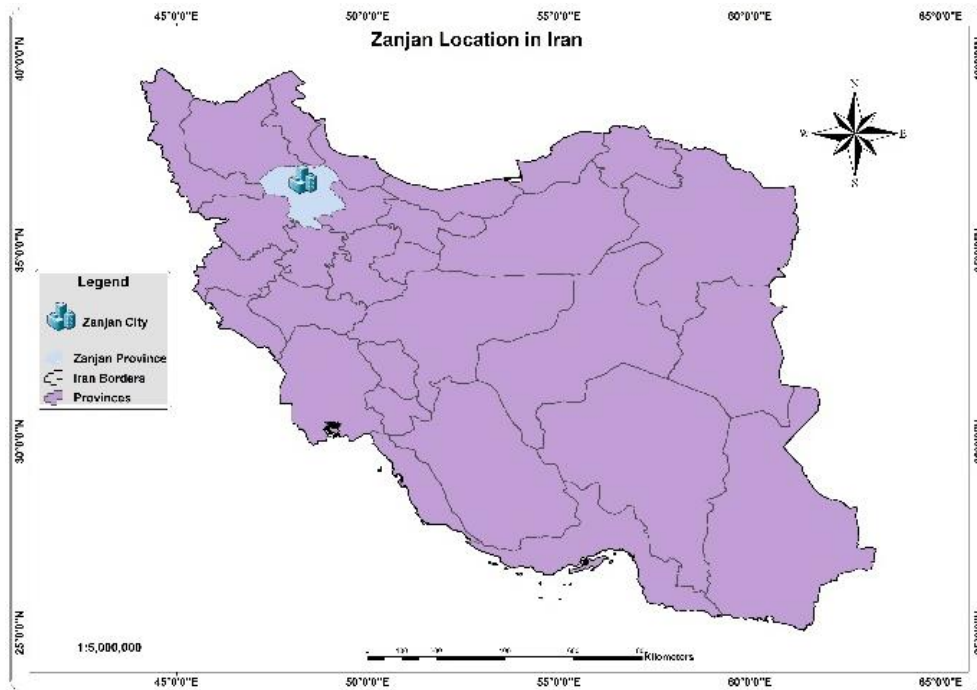 45°0'0"E 50°0'0"E 55°0'0"E 60°0'0"E 65°0'0"E
Zanjan Location in Iran
40°0'0"N
N
W E
S
35°0'0"N
Legend
Zanjan City
Zanjan Province
Iran Borders
Provinces
30°0'0"N
25°0'0"N
1:5,000,000
Kilometers
45°0'0"E 50°0'0"E 55°0'0"E 60°0'0"E 65°0'0"E